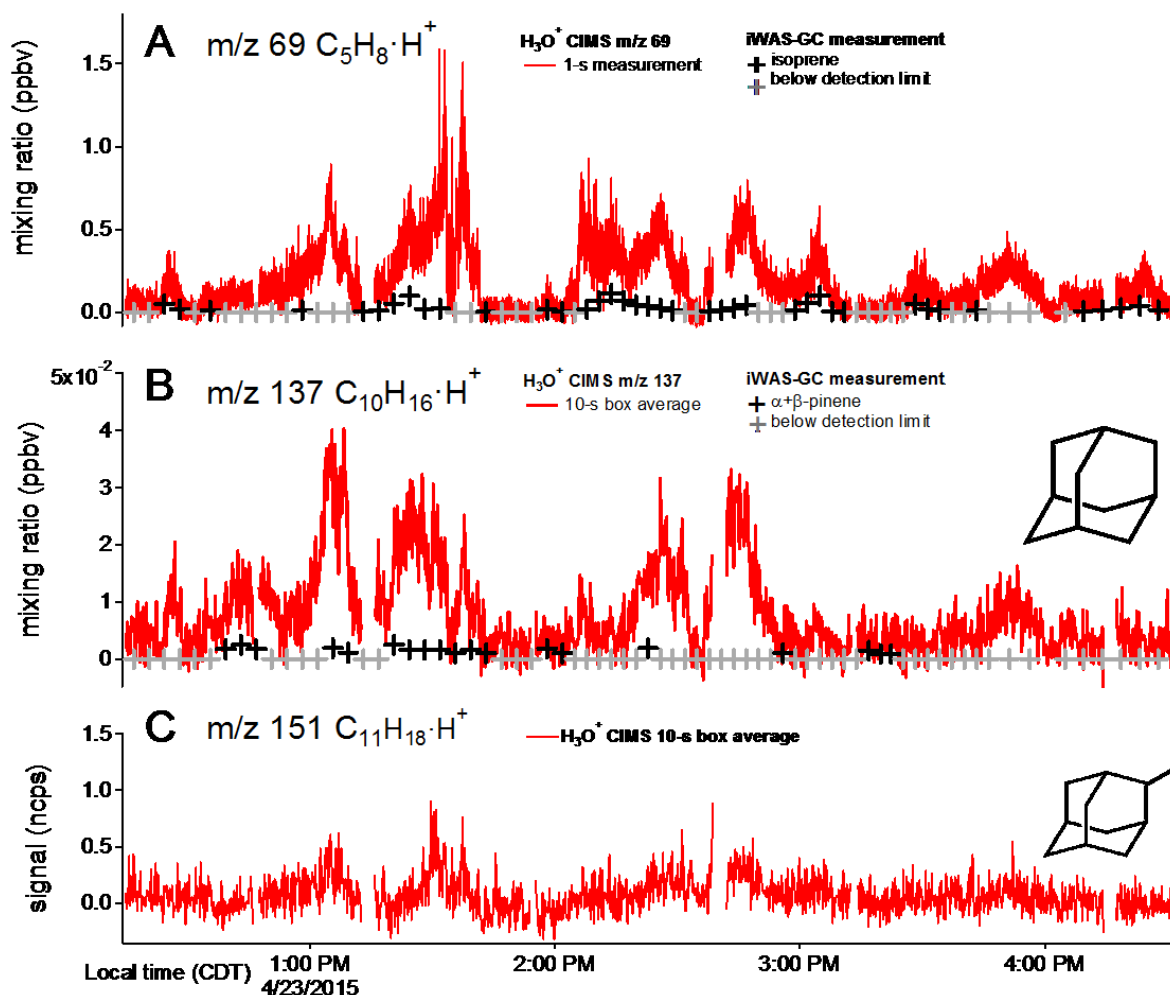 A m/z 69 C₅H₈·H⁺
H₃O⁺ CIMS m/z 69
1-s measurement
iWAS-GC measurement
isoprene
below detection limit
mixing ratio (ppbv)
1.5
1.0
0.5
0.0
B m/z 137 C₁₀H₁₆·H⁺
H₃O⁺ CIMS m/z 137
10-s box average
iWAS-GC measurement
α+β-pinene
below detection limit
mixing ratio (ppbv)
5x10⁻²
4
2
1
0
C m/z 151 C₁₁H₁₈·H⁺
H₃O⁺ CIMS 10-s box average
signal (ncps)
1.5
1.0
0.5
0.0
Local time (CDT)
1:00 PM
4/23/2015
2:00 PM
3:00 PM
4:00 PM